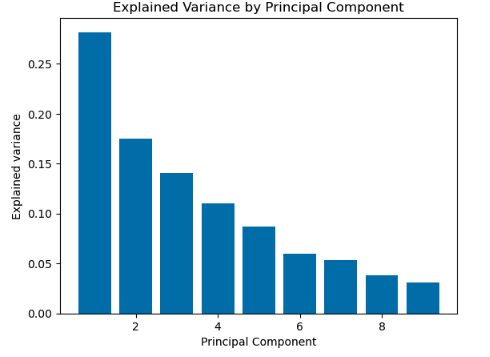 Explained Variance by Principal Component
Explained variance
0.25
0.20
0.15
0.10
0.05
0.00
2 4 6 8
Principal Component